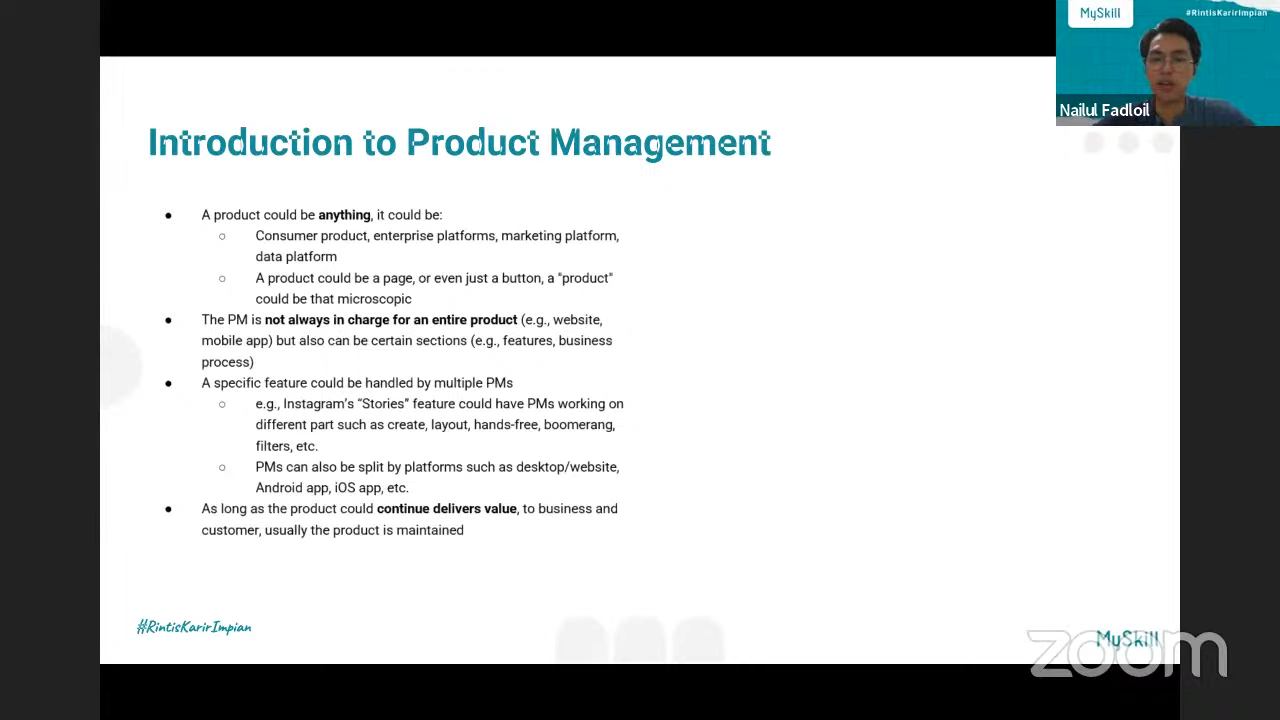 MySkill
#RintisKarirImpian
Nailul Fadloil
Introduction to Product Management
● A product could be anything, it could be:
○ Consumer product, enterprise platforms, marketing platform,
data platform
○ A product could be a page, or even just a button, a "product"
could be that microscopic
● The PM is not always in charge for an entire product (e.g., website,
mobile app) but also can be certain sections (e.g., features, business
process)
● A specific feature could be handled by multiple PMs
○ e.g., Instagram's “Stories” feature could have PMs working on
different part such as create, layout, hands-free, boomerang,
filters, etc.
○ PMs can also be split by platforms such as desktop/website,
Android app, iOS app, etc.
● As long as the product could continue delivers value, to business and
customer, usually the product is maintained
#RintisKarirImpian
MySkill
zoom